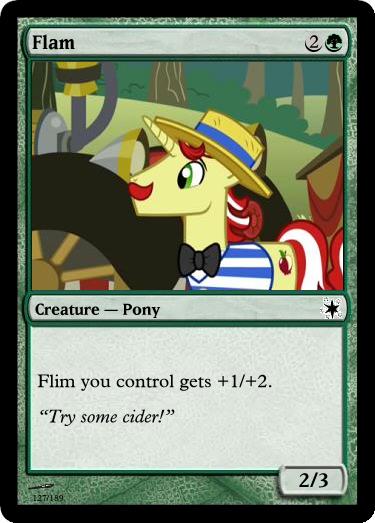 Flam 2
Creature — Pony
Flim you control gets +1/+2.
“Try some cider!”
2/3
127/189